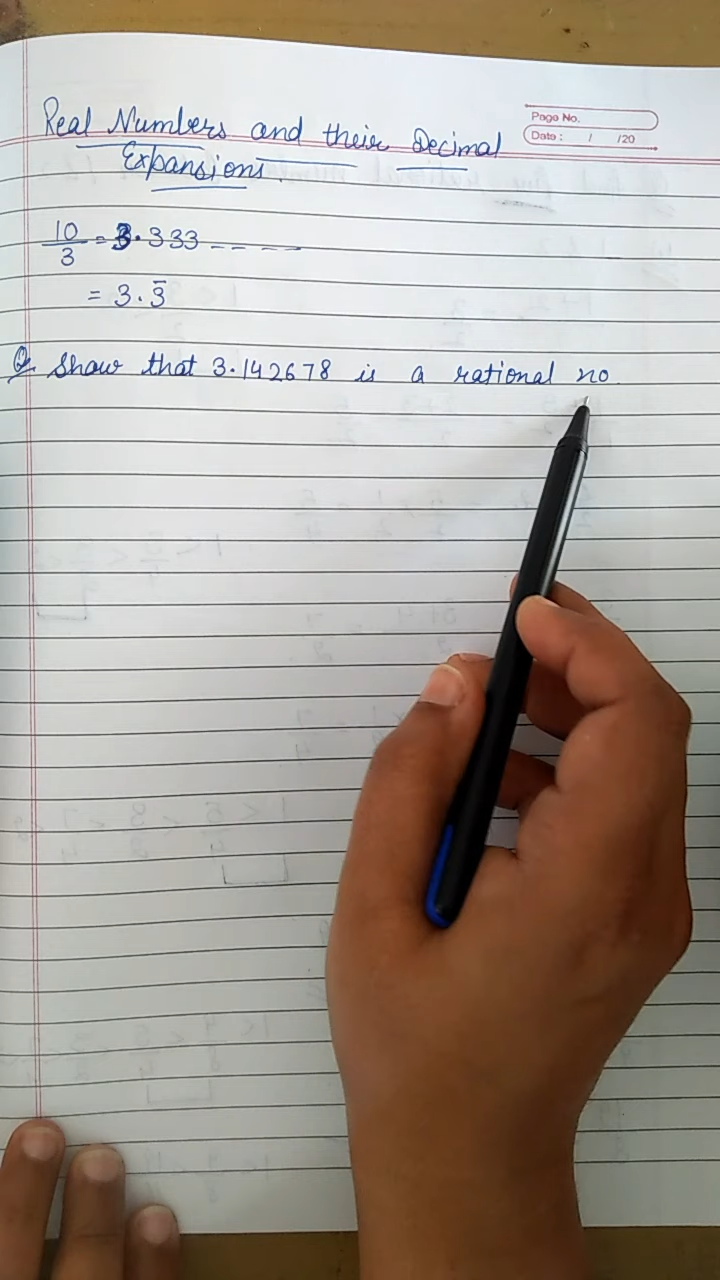 Page No.
Date : / /20
Real Numbers and their Decimal
Expansions.
10/3 = 3.333 - - - -
= 3.3̅
Q. Show that 3.142678 is a rational no.